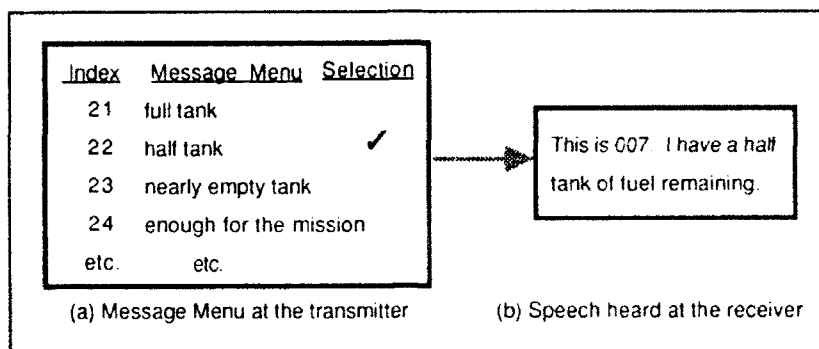 Index Message Menu Selection
21 full tank
22 half tank ✓
23 nearly empty tank
24 enough for the mission
etc. etc.
(a) Message Menu at the transmitter
This is 007. I have a half
tank of fuel remaining.
(b) Speech heard at the receiver